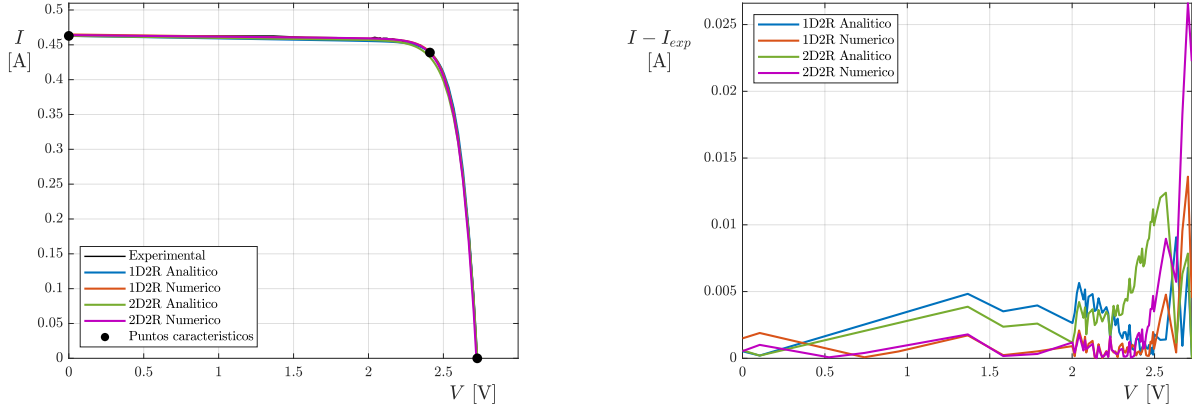 I
[A]
0.5
0.45
0.4
0.35
0.3
0.25
0.2
0.15
0.1
0.05
0
0
0.5
1
1.5
2
2.5
V [V]
Experimental
1D2R Analitico
1D2R Numerico
2D2R Analitico
2D2R Numerico
Puntos caracteristicos
I − I_exp
[A]
0.025
0.02
0.015
0.01
0.005
0
0
0.5
1
1.5
2
2.5
V [V]
1D2R Analitico
1D2R Numerico
2D2R Analitico
2D2R Numerico